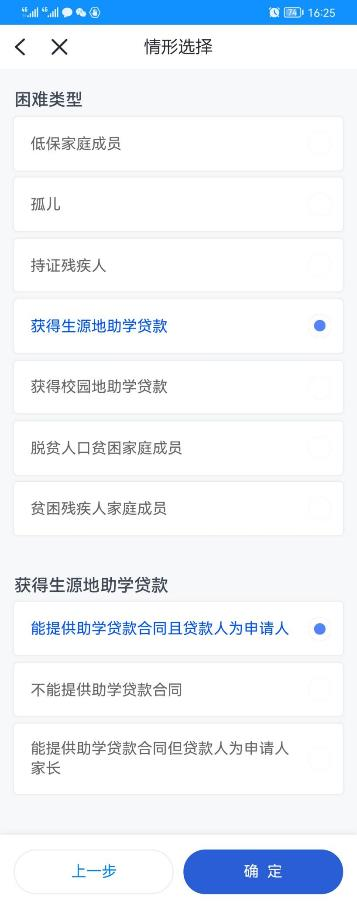 74 16:25
情形选择
困难类型
低保家庭成员
孤儿
持证残疾人
获得生源地助学贷款
获得校园地助学贷款
脱贫人口贫困家庭成员
贫困残疾人家庭成员
获得生源地助学贷款
能提供助学贷款合同且贷款人为申请人
不能提供助学贷款合同
能提供助学贷款合同但贷款人为申请人
家长
上一步 确 定